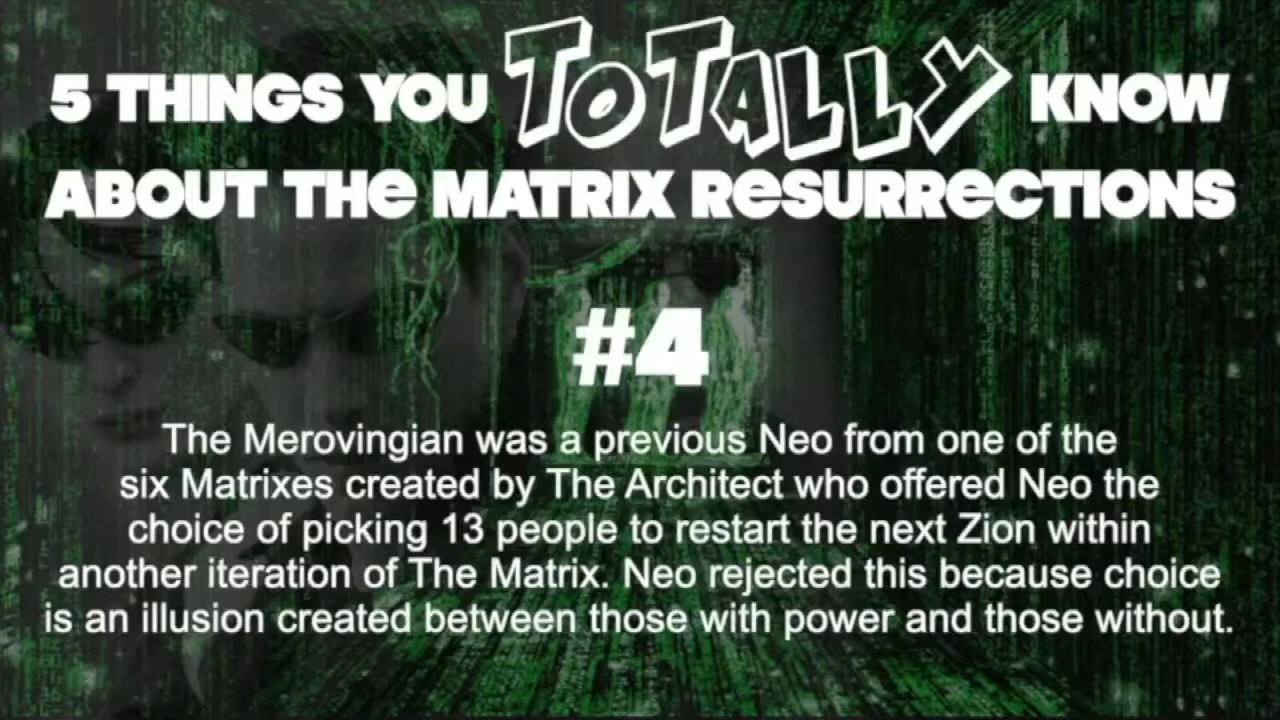 5 THINGS YOU TOTALLY KNOW
ABOUT THE MATRIX RESURRECTIONS
#4
The Merovingian was a previous Neo from one of the
six Matrixes created by The Architect who offered Neo the
choice of picking 13 people to restart the next Zion within
another iteration of The Matrix. Neo rejected this because choice
is an illusion created between those with power and those without.